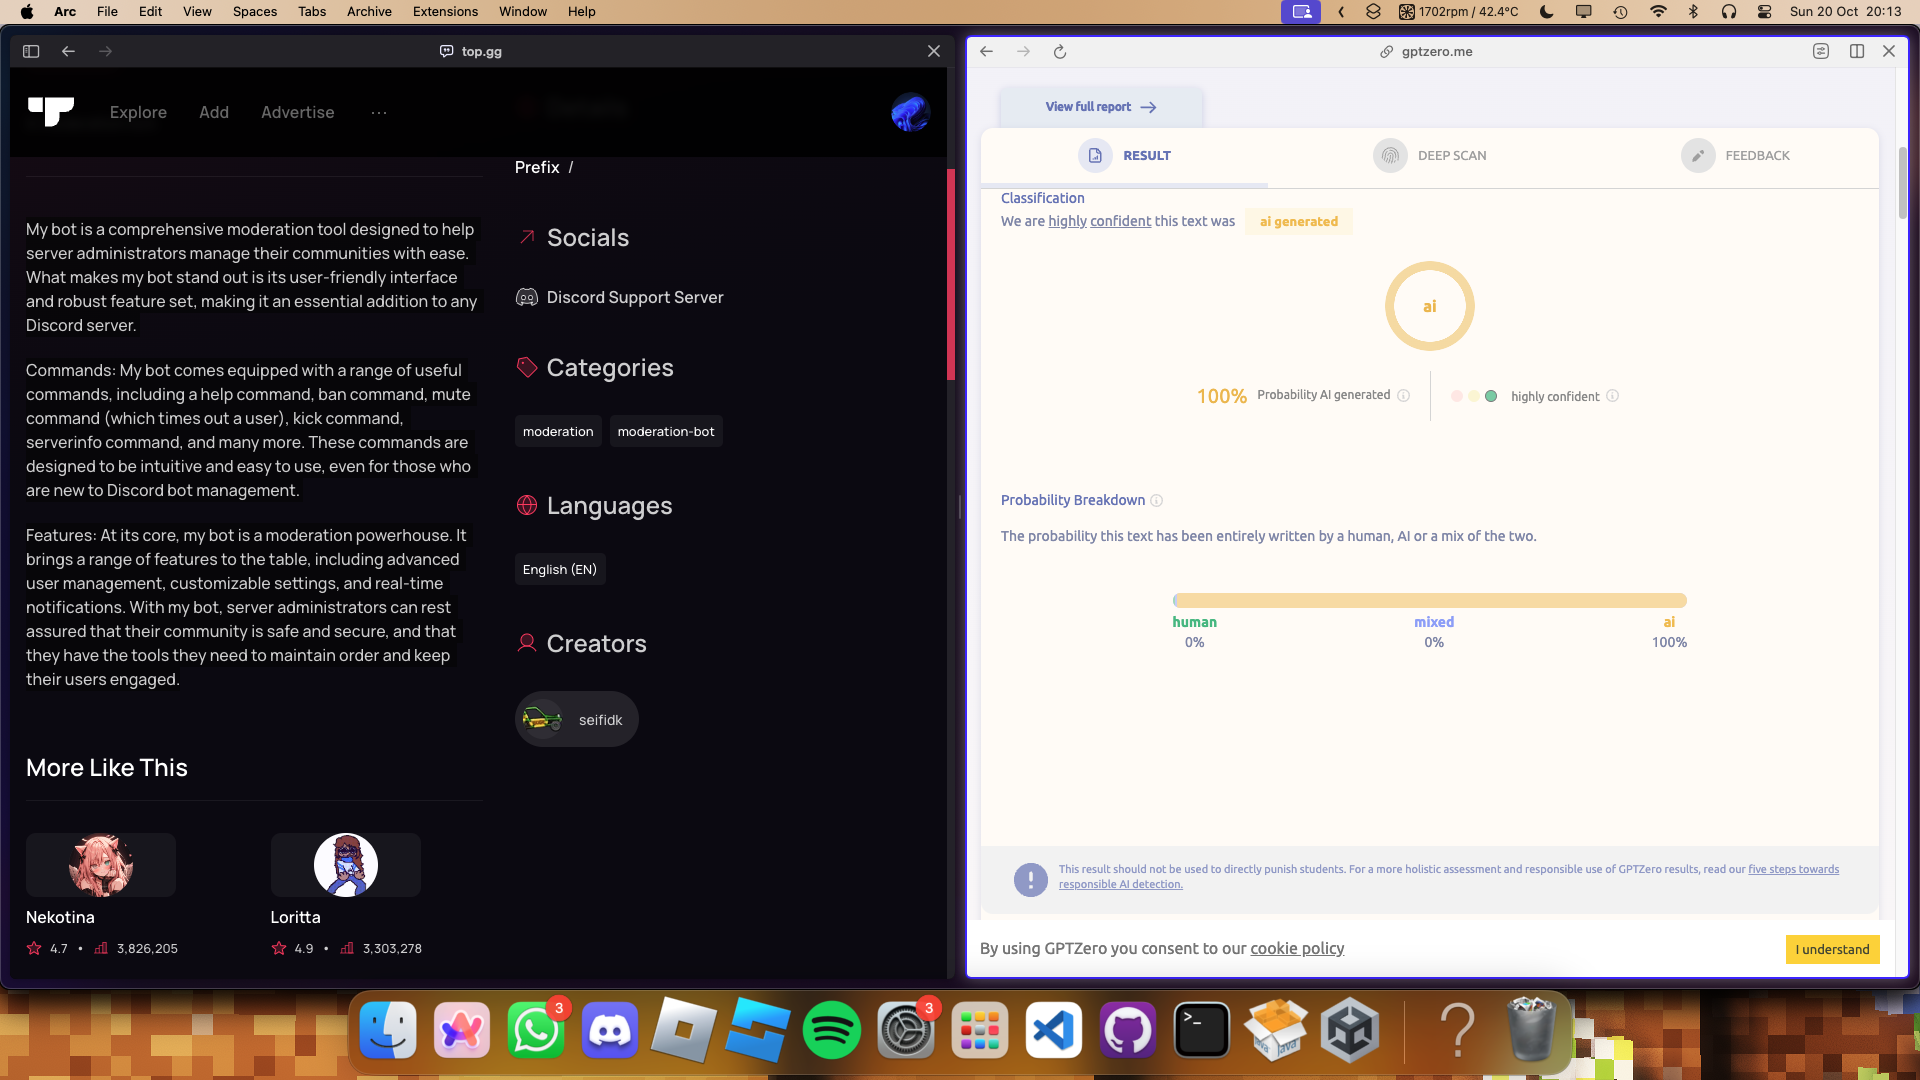 Arc File Edit View Spaces Tabs Archive Extensions Window Help
1702rpm / 42.4°C
Sun 20 Oct 20:13
top.gg
Explore Add Advertise ...
Prefix /
My bot is a comprehensive moderation tool designed to help
server administrators manage their communities with ease.
What makes my bot stand out is its user-friendly interface
and robust feature set, making it an essential addition to any
Discord server.
Commands: My bot comes equipped with a range of useful
commands, including a help command, ban command, mute
command (which times out a user), kick command,
serverinfo command, and many more. These commands are
designed to be intuitive and easy to use, even for those who
are new to Discord bot management.
Features: At its core, my bot is a moderation powerhouse. It
brings a range of features to the table, including advanced
user management, customizable settings, and real-time
notifications. With my bot, server administrators can rest
assured that their community is safe and secure, and that
they have the tools they need to maintain order and keep
their users engaged.
More Like This
Nekotina
4.7 • 3,826,205
Loritta
4.9 • 3,303,278
Socials
Discord Support Server
Categories
moderation moderation-bot
Languages
English (EN)
Creators
seifidk
gptzero.me
View full report
RESULT DEEP SCAN FEEDBACK
Classification
We are highly confident this text was ai generated
ai
100% Probability AI generated
highly confident
Probability Breakdown
The probability this text has been entirely written by a human, AI or a mix of the two.
human mixed ai
0% 0% 100%
This result should not be used to directly punish students. For a more holistic assessment and responsible use of GPTZero results, read our five steps towards
responsible AI detection.
By using GPTZero you consent to our cookie policy
I understand
3
3